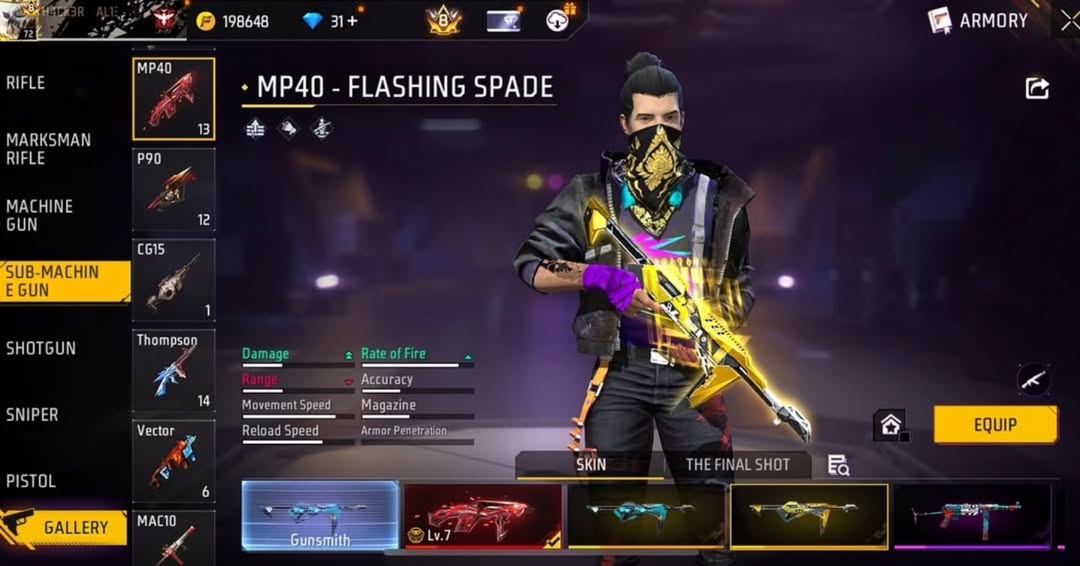 72
8
198648
31+
8
ARMORY
RIFLE
MARKSMAN
RIFLE
MACHINE
GUN
SUB-MACHIN
E GUN
SHOTGUN
SNIPER
PISTOL
GALLERY
MP40
13
P90
12
CG15
1
Thompson
14
Vector
6
MAC10
MP40 - FLASHING SPADE
Damage
Rate of Fire
Range
Accuracy
Movement Speed
Magazine
Reload Speed
Armor Penetration
EQUIP
SKIN
THE FINAL SHOT
Gunsmith
Lv.7